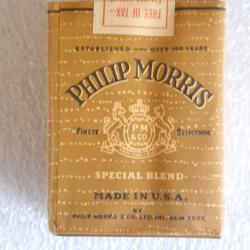 FREE OF TAX
ESTABLISHED OVER 100 YEARS
PHILIP MORRIS
FINEST SELECTION
PM
& CO
SPECIAL BLEND
MADE IN U.S.A.
BY
PHILIP MORRIS & CO. LTD. INC. NEW YORK